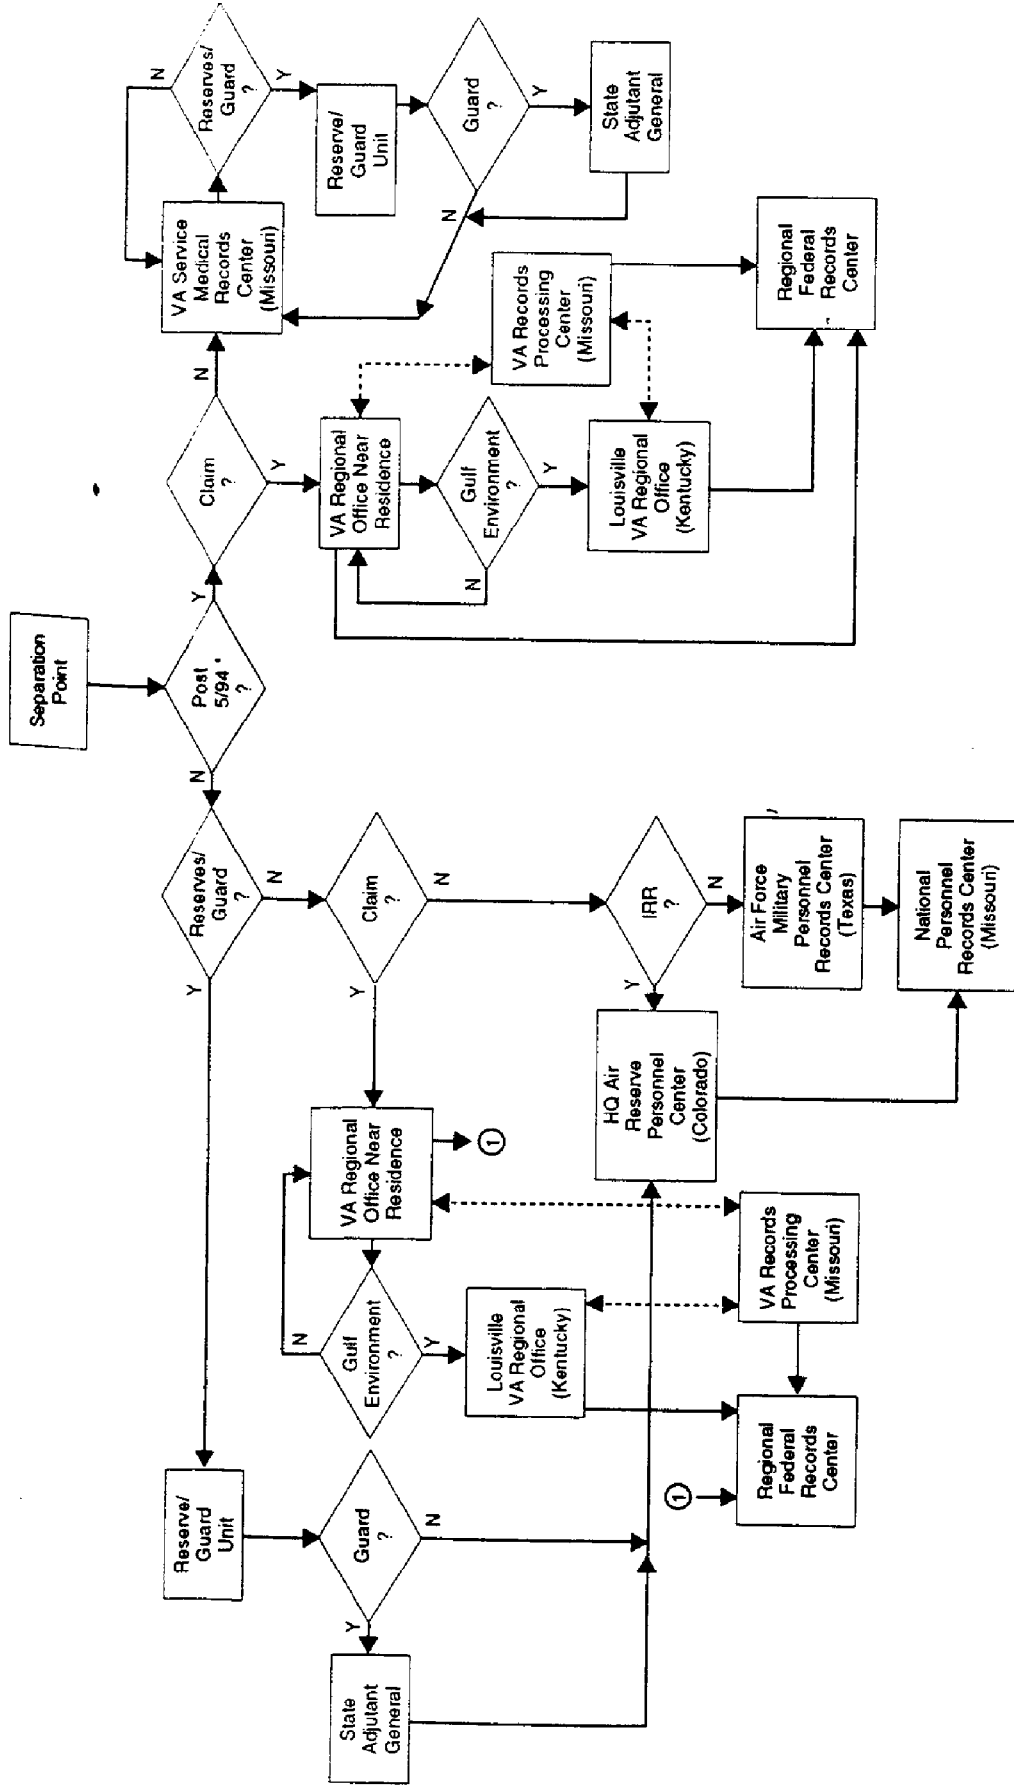 Separation
Point
Post
5/94 *
?
N
Y
Reserves/
Guard
?
Y
N
Reserve/
Guard
Unit
Guard
?
Y
N
State
Adjutant
General
Claim
?
Y
N
VA Regional
Office Near
Residence
1
Gulf
Environment
?
N
Y
Louisville
VA Regional
Office
(Kentucky)
1
Regional
Federal
Records
Center
VA Records
Processing
Center
(Missouri)
IRR
?
Y
N
HQ Air
Reserve
Personnel
Center
(Colorado)
Air Force
Military
Personnel
Records Center
(Texas)
National
Personnel
Records Center
(Missouri)
Claim
?
N
Y
VA Service
Medical
Records
Center
(Missouri)
Reserves/
Guard
?
N
Y
Reserve/
Guard
Unit
Guard
?
N
Y
State
Adjutant
General
VA Regional
Office Near
Residence
Gulf
Environment
?
N
Y
Louisville
VA Regional
Office
(Kentucky)
VA Records
Processing
Center
(Missouri)
Regional
Federal
Records
Center